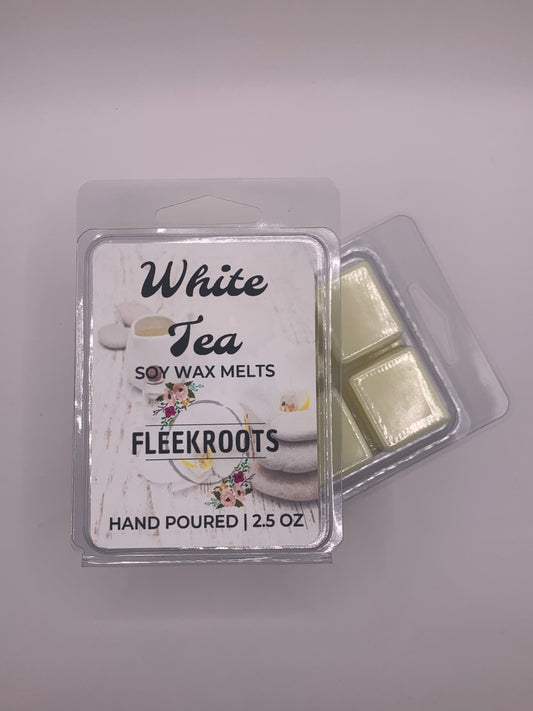 White
Tea
SOY WAX MELTS
FLEEKROOTS
HAND POURED | 2.5 OZ